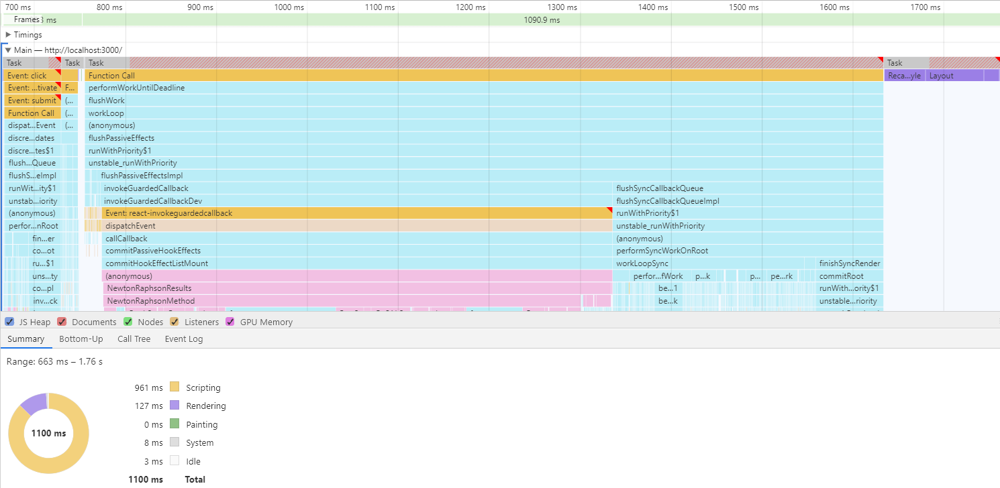 700 ms 800 ms 900 ms 1000 ms 1100 ms 1200 ms 1300 ms 1400 ms 1500 ms 1600 ms 1700 ms
Frames 3 ms 1090.9 ms
Timings
Main — http://localhost:3000/
Task Task Task Task
Event: click Function Call Reca...yle Layout
Event: ...tivate F... performWorkUntilDeadline
Event: submit (... flushWork
Function Call (... workLoop
dispat...Event (... (anonymous)
discre...dates flushPassiveEffects
discre...tes$1 runWithPriority$1
flush...Queue unstable_runWithPriority
flushS...eImpl flushPassiveEffectsImpl
runWit...ity$1 invokeGuardedCallback flushSyncCallbackQueue
unstab...iority invokeGuardedCallbackDev flushSyncCallbackQueueImpl
(anonymous) Event: react-invokeguardedcallback runWithPriority$1
perfor...nRoot dispatchEvent unstable_runWithPriority
fin...er callCallback (anonymous)
co...ot commitPassiveHookEffects performSyncWorkOnRoot
ru...$1 commitHookEffectListMount workLoopSync finishSyncRender
uns...ty (anonymous) perfor...fWork p...k p... pe...rk commitRoot
co...pl NewtonRaphsonResults be...1 runWith...ority$1
inv...ck NewtonRaphsonMethod be...k unstable...riority
JS Heap Documents Nodes Listeners GPU Memory
Summary Bottom-Up Call Tree Event Log
Range: 663 ms – 1.76 s
961 ms Scripting
127 ms Rendering
0 ms Painting
8 ms System
3 ms Idle
1100 ms Total
1100 ms